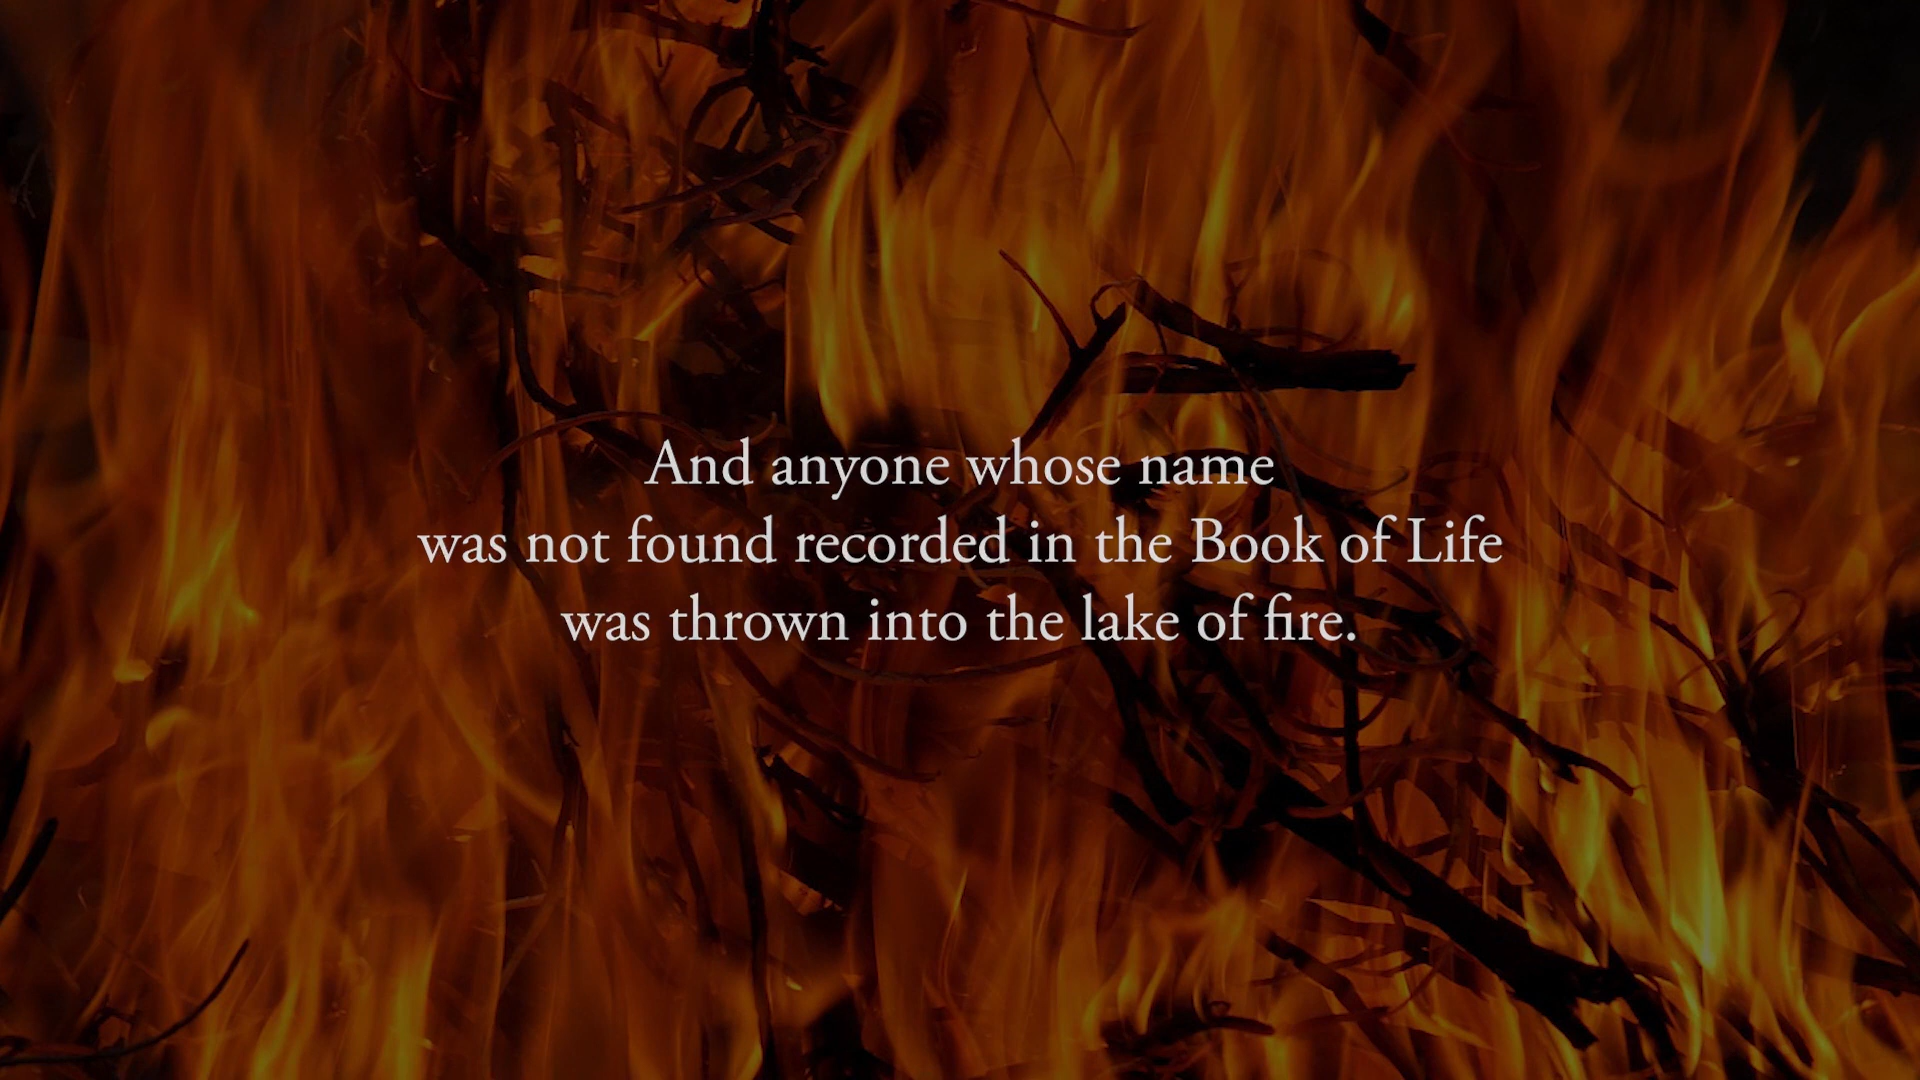 And anyone whose name
was not found recorded in the Book of Life
was thrown into the lake of fire.